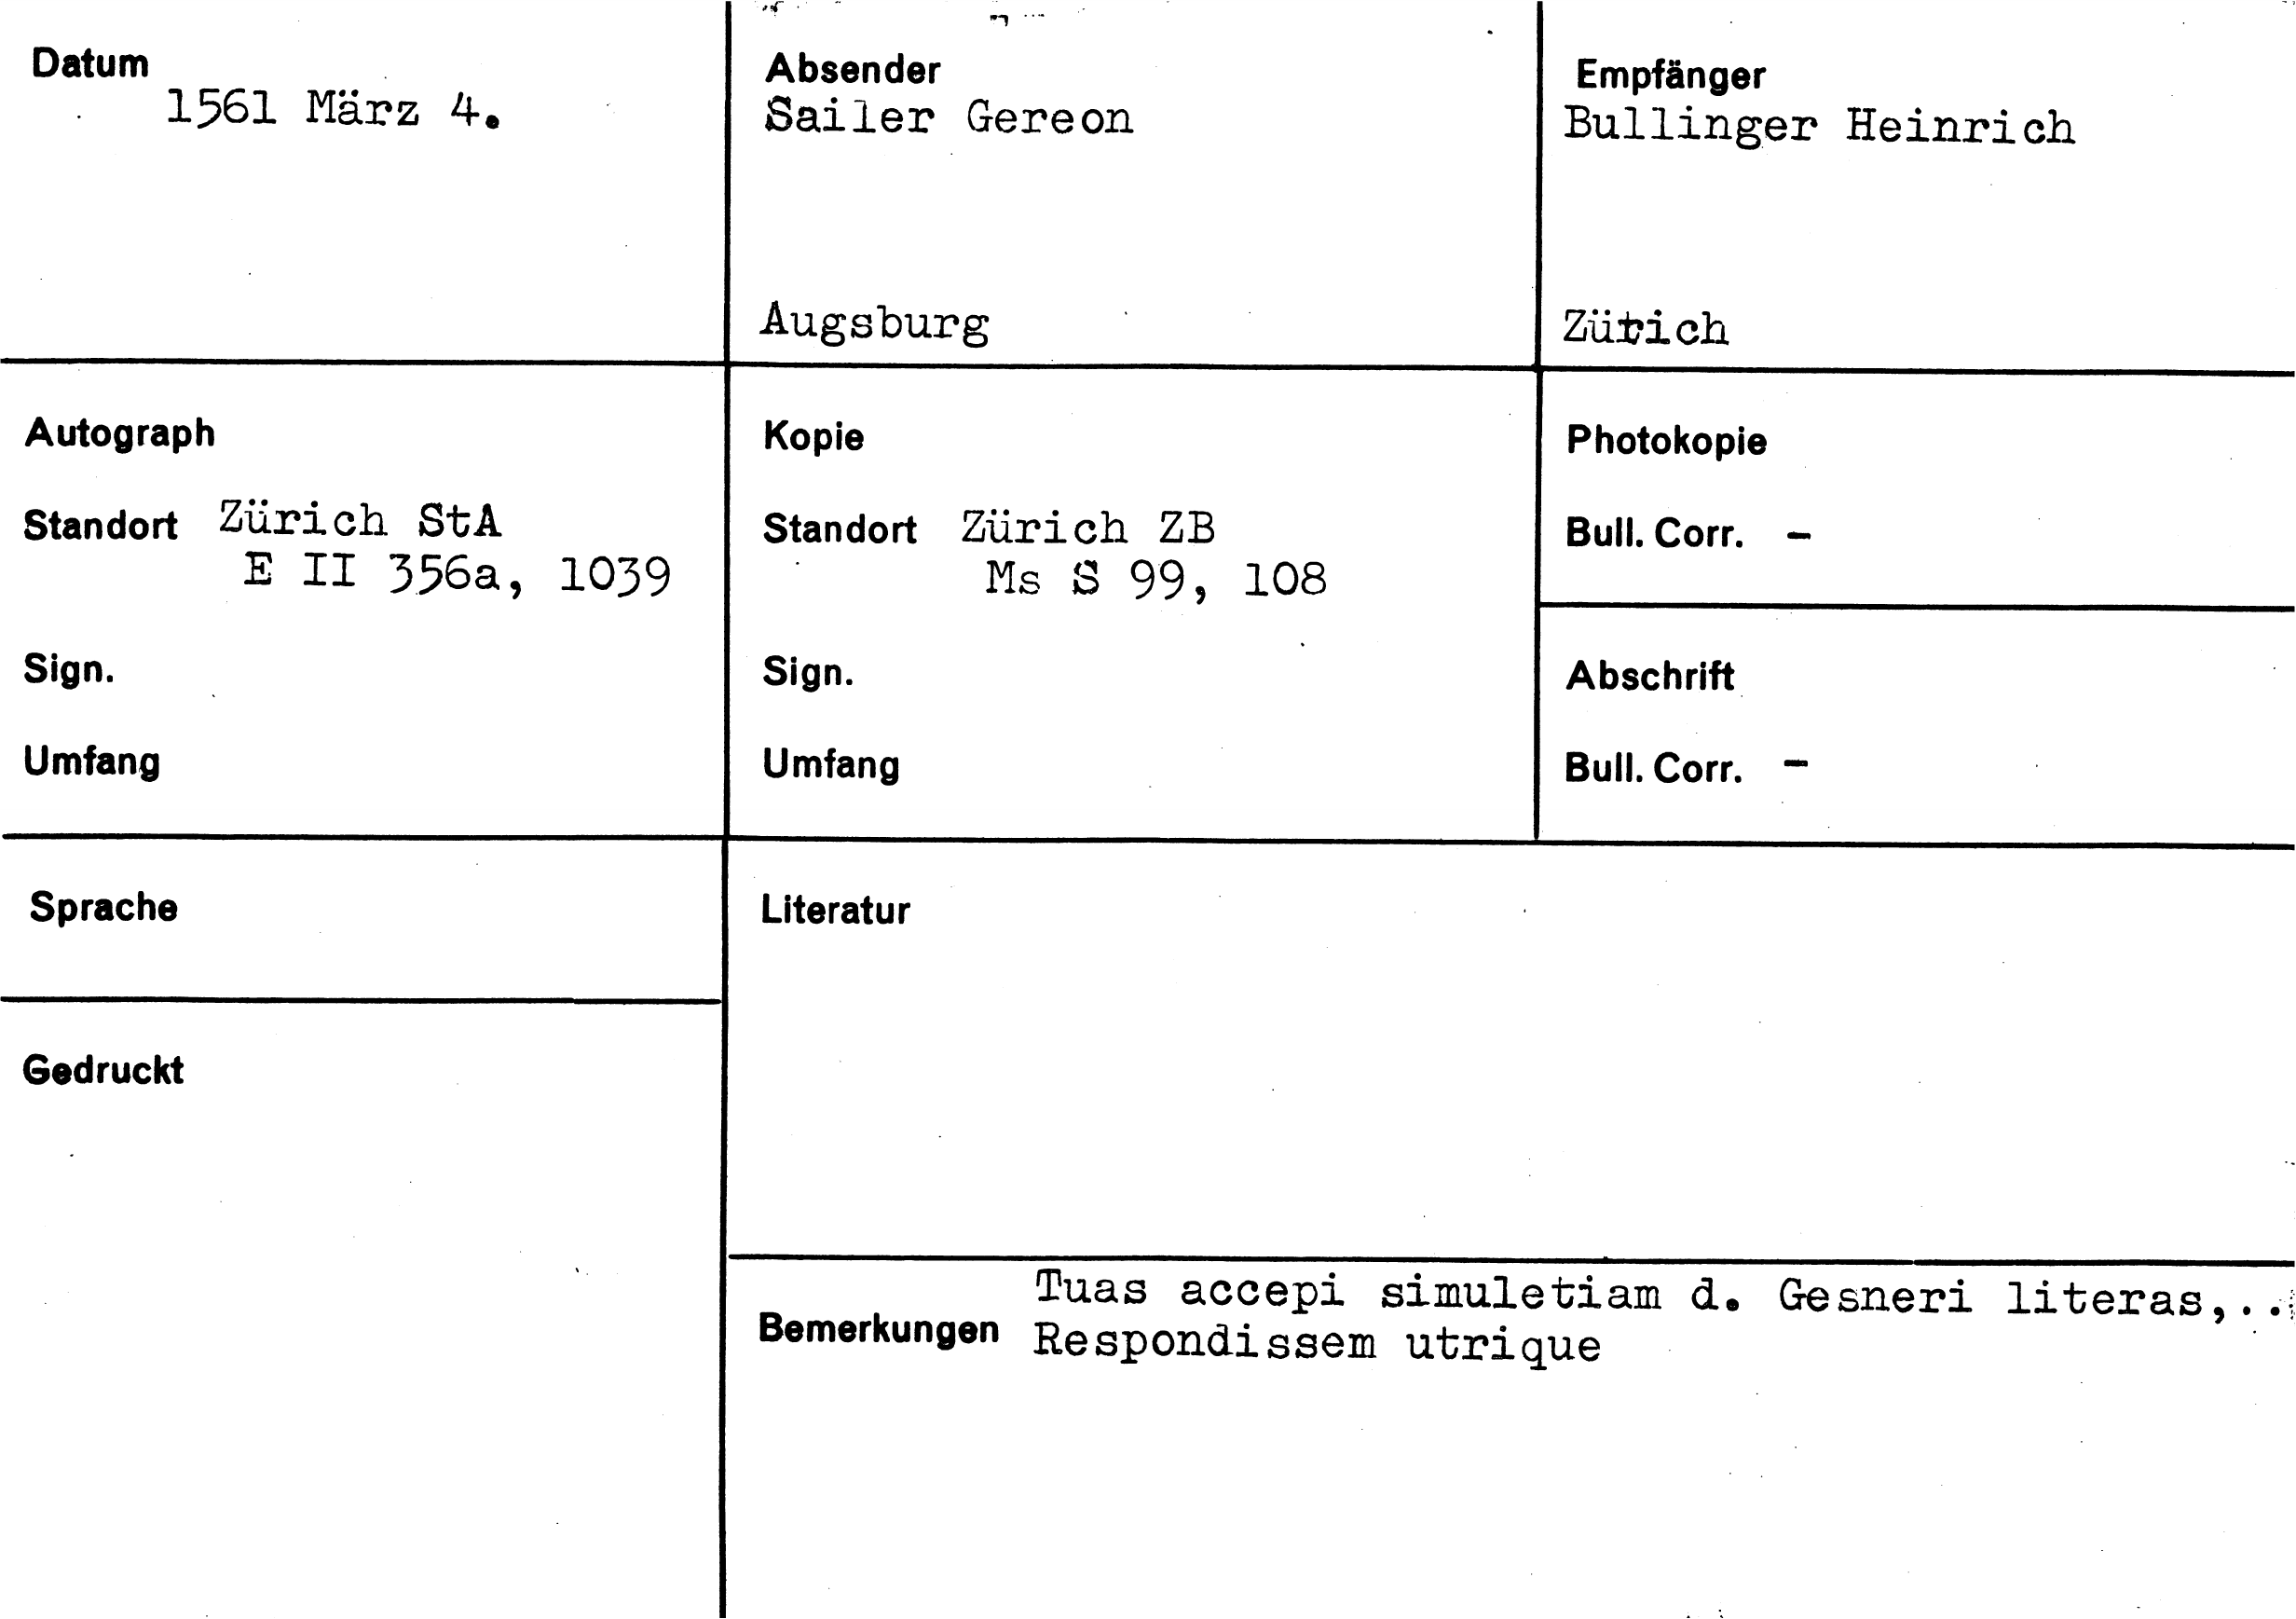 Datum
1561 März 4.
Absender
Sailer Gereon
Augsburg
Empfänger
Bullinger Heinrich
Zürich
Autograph
Standort Zürich StA
E II 356a, 1039
Sign.
Umfang
Kopie
Standort Zürich ZB
Ms S 99, 108
Sign.
Umfang
Photokopie
Bull. Corr. -
Abschrift
Bull. Corr. -
Sprache
Gedruckt
Literatur
Bemerkungen
Tuas accepi simuletiam d. Gesneri literas,..
Respondissem utrique